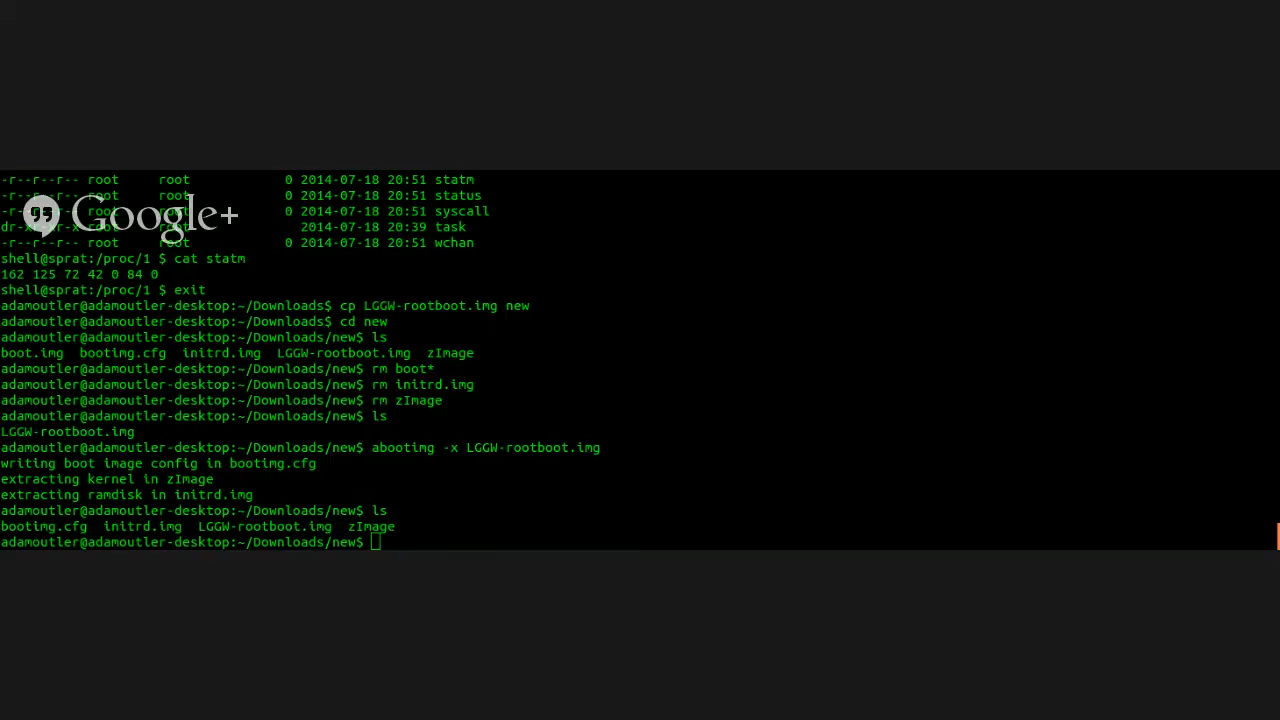 -r--r--r-- root     root            0 2014-07-18 20:51 statm
-r--r--r-- root     root            0 2014-07-18 20:51 status
-r--r--r-- root     root            0 2014-07-18 20:51 syscall
Google+
dr-xr-xr-x root     root              2014-07-18 20:39 task
-r--r--r-- root     root            0 2014-07-18 20:51 wchan
shell@sprat:/proc/1 $ cat statm
162 125 72 42 0 84 0
shell@sprat:/proc/1 $ exit
adamoutler@adamoutler-desktop:~/Downloads$ cp LGGW-rootboot.img new
adamoutler@adamoutler-desktop:~/Downloads$ cd new
adamoutler@adamoutler-desktop:~/Downloads/new$ ls
boot.img  bootimg.cfg  initrd.img  LGGW-rootboot.img  zImage
adamoutler@adamoutler-desktop:~/Downloads/new$ rm boot*
adamoutler@adamoutler-desktop:~/Downloads/new$ rm initrd.img
adamoutler@adamoutler-desktop:~/Downloads/new$ rm zImage
adamoutler@adamoutler-desktop:~/Downloads/new$ ls
LGGW-rootboot.img
adamoutler@adamoutler-desktop:~/Downloads/new$ abootimg -x LGGW-rootboot.img
writing boot image config in bootimg.cfg
extracting kernel in zImage
extracting ramdisk in initrd.img
adamoutler@adamoutler-desktop:~/Downloads/new$ ls
bootimg.cfg  initrd.img  LGGW-rootboot.img  zImage
adamoutler@adamoutler-desktop:~/Downloads/new$